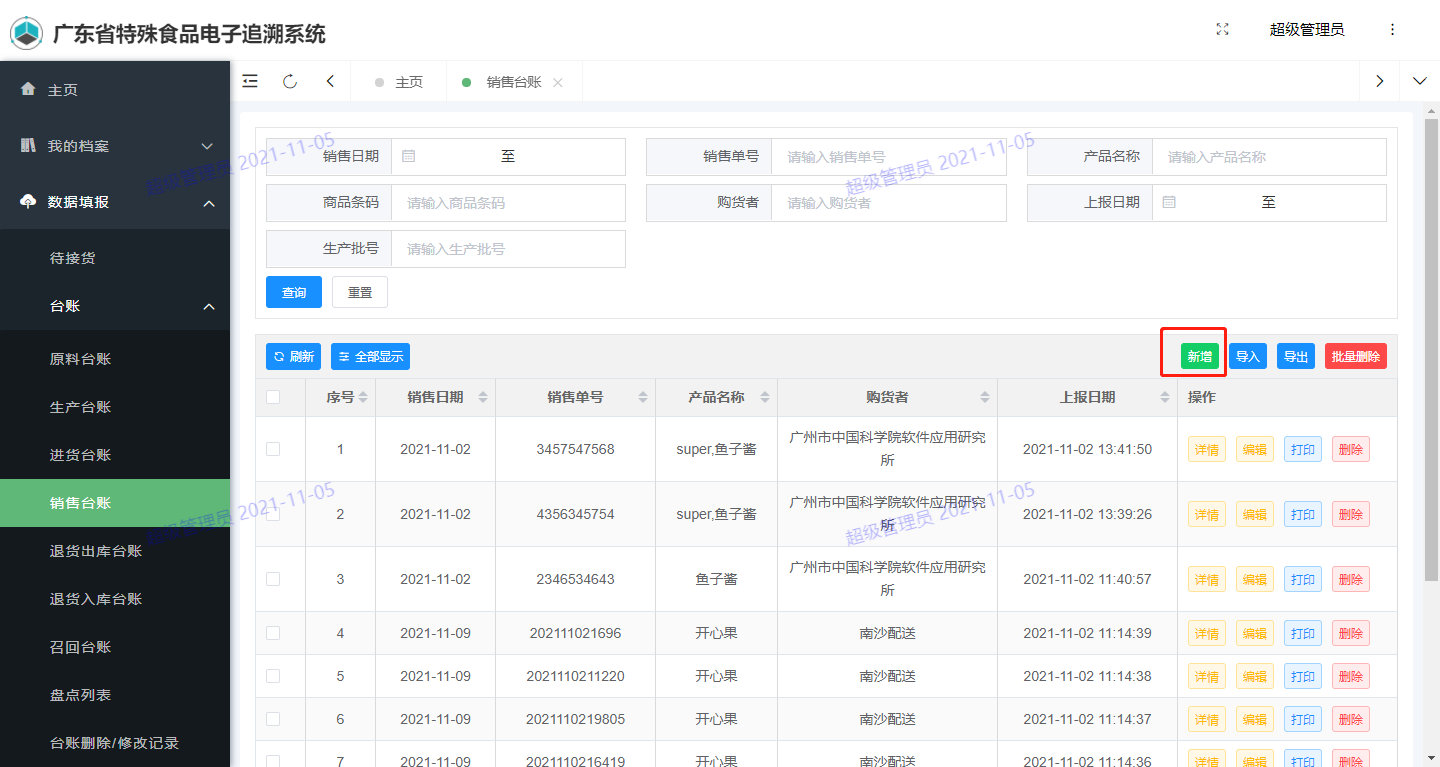 广东省特殊食品电子追溯系统
超级管理员
主页
销售台账
主页
我的档案
数据填报
待接货
台账
原料台账
生产台账
进货台账
销售台账
退货出库台账
退货入库台账
召回台账
盘点列表
台账删除/修改记录
销售日期 至 销售单号 请输入销售单号 产品名称 请输入产品名称
商品条码 请输入商品条码 购货者 请输入购货者 上报日期 至
生产批号 请输入生产批号
查询 重置
刷新 全部显示 新增 导入 导出 批量删除
序号 销售日期 销售单号 产品名称 购货者 上报日期 操作
1 2021-11-02 3457547568 super,鱼子酱 广州市中国科学院软件应用研究所 2021-11-02 13:41:50 详情 编辑 打印 删除
2 2021-11-02 4356345754 super,鱼子酱 广州市中国科学院软件应用研究所 2021-11-02 13:39:26 详情 编辑 打印 删除
3 2021-11-02 2346534643 鱼子酱 广州市中国科学院软件应用研究所 2021-11-02 11:40:57 详情 编辑 打印 删除
4 2021-11-09 202111021696 开心果 南沙配送 2021-11-02 11:14:39 详情 编辑 打印 删除
5 2021-11-09 2021110211220 开心果 南沙配送 2021-11-02 11:14:38 详情 编辑 打印 删除
6 2021-11-09 2021110219805 开心果 南沙配送 2021-11-02 11:14:37 详情 编辑 打印 删除
7 2021-11-09 2021110216419 开心果 南沙配送 2021-11-02 11:14:36 详情 编辑 打印 删除
超级管理员 2021-11-05
超级管理员 2021-11-05
超级管理员 2021-11-05
超级管理员 2021-11-05